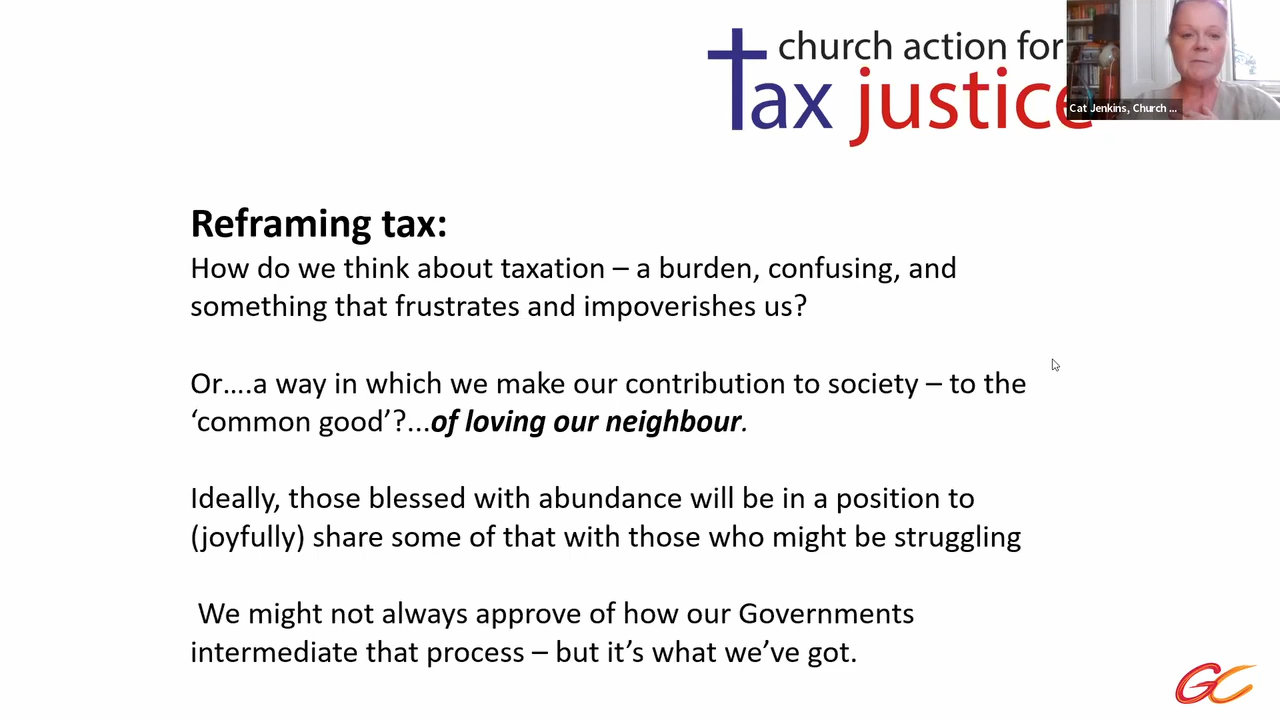 church action for
tax justice
Cat Jenkins, Church ...
Reframing tax:
How do we think about taxation – a burden, confusing, and
something that frustrates and impoverishes us?
Or....a way in which we make our contribution to society – to the
‘common good’?...of loving our neighbour.
Ideally, those blessed with abundance will be in a position to
(joyfully) share some of that with those who might be struggling
We might not always approve of how our Governments
intermediate that process – but it’s what we’ve got.
GC